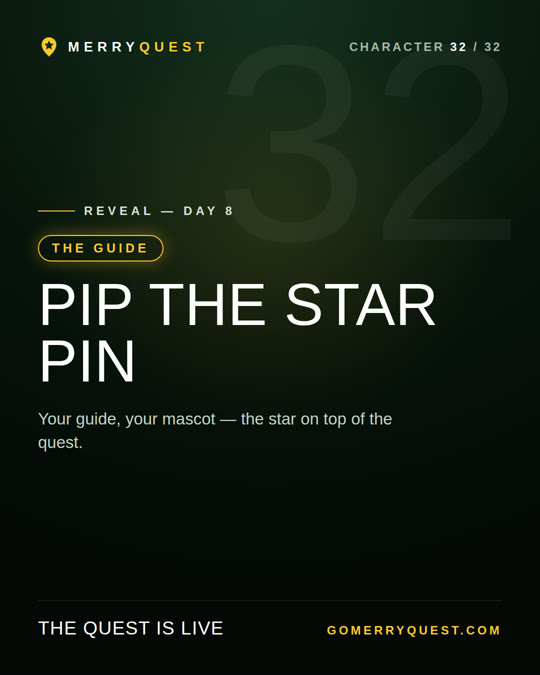 MERRYQUEST
CHARACTER 32 / 32
32
REVEAL — DAY 8
THE GUIDE
PIP THE STAR
PIN
Your guide, your mascot — the star on top of the
quest.
THE QUEST IS LIVE
GOMERRYQUEST.COM